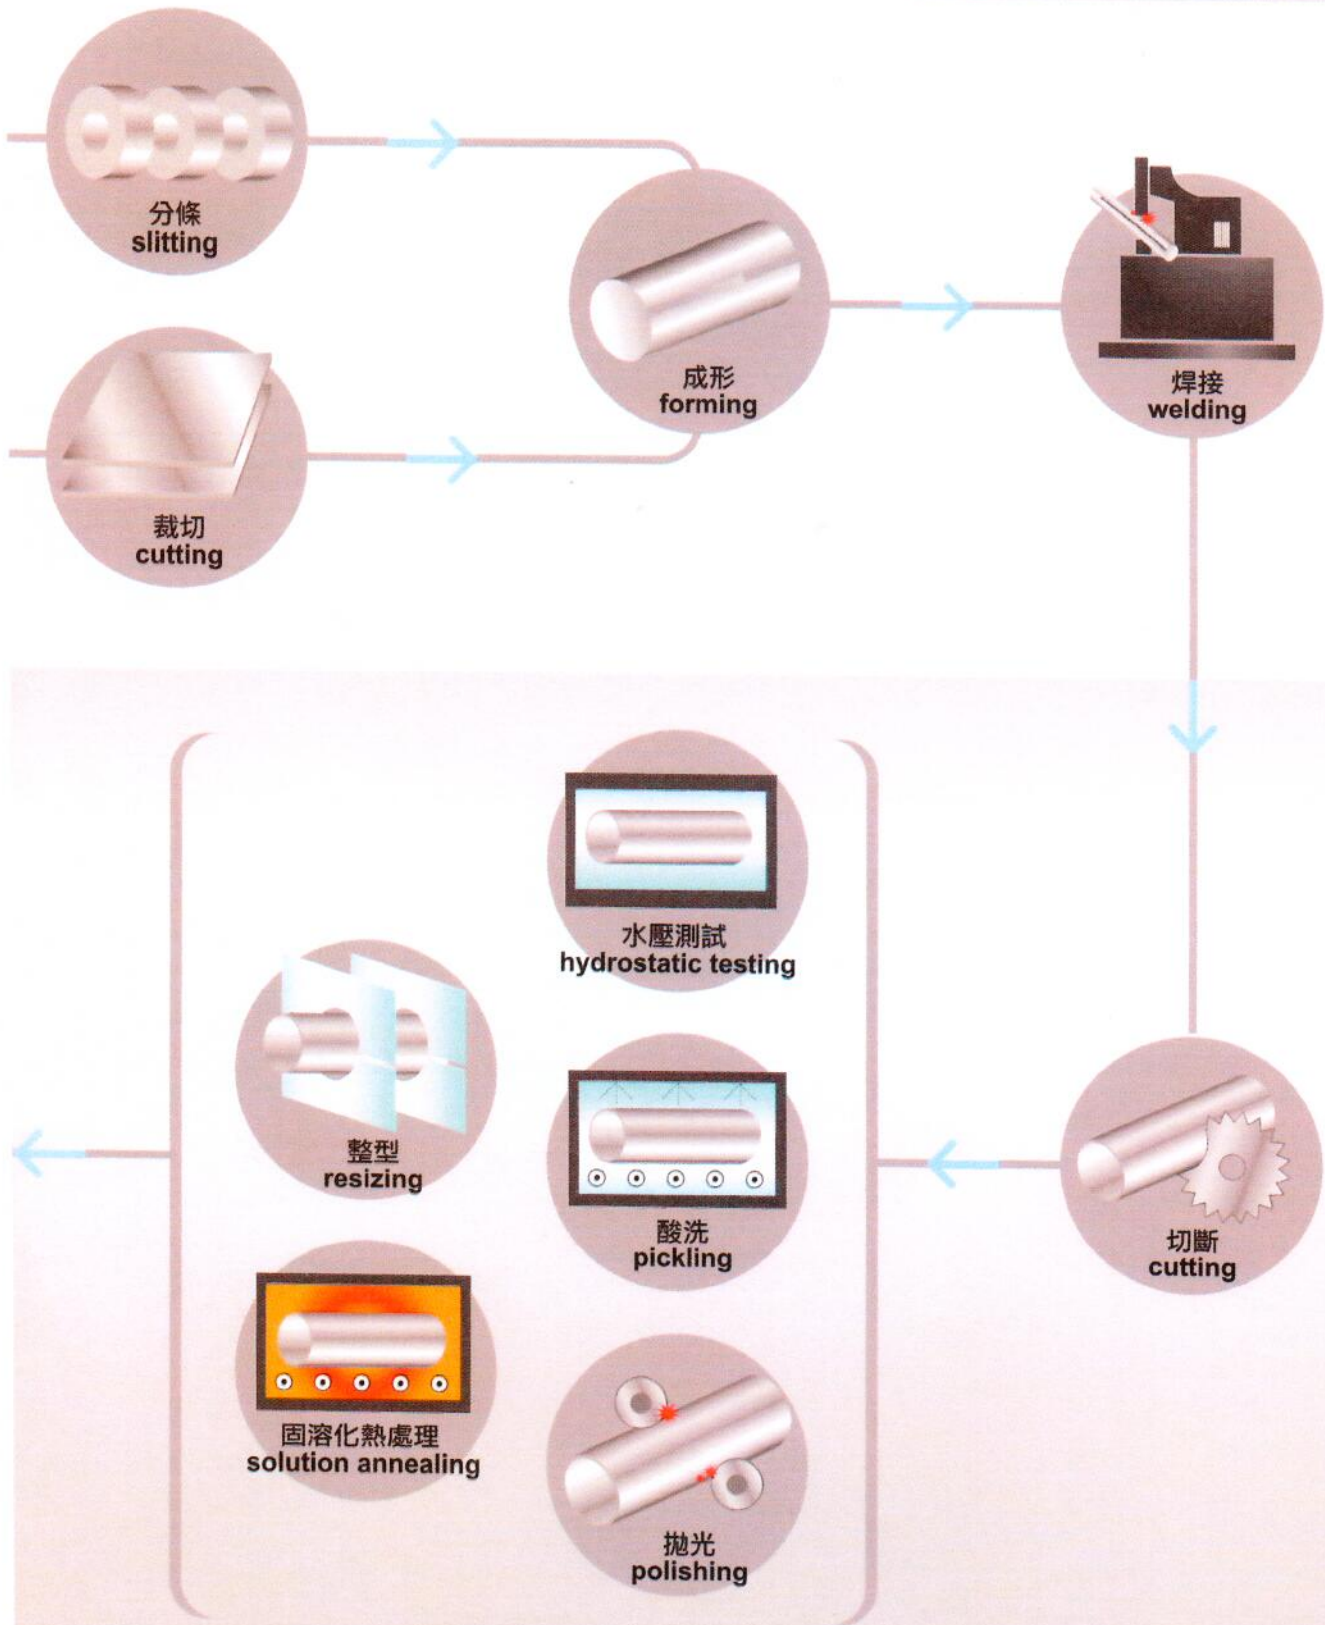 分條
slitting
成形
forming
焊接
welding
裁切
cutting
水壓測試
hydrostatic testing
整型
resizing
酸洗
pickling
切斷
cutting
固溶化熱處理
solution annealing
拋光
polishing